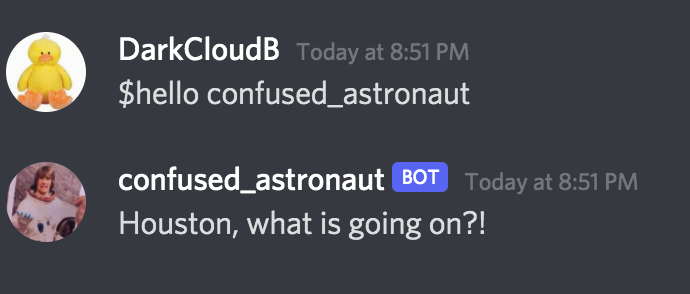 DarkCloudB Today at 8:51 PM
$hello confused_astronaut
confused_astronaut BOT Today at 8:51 PM
Houston, what is going on?!